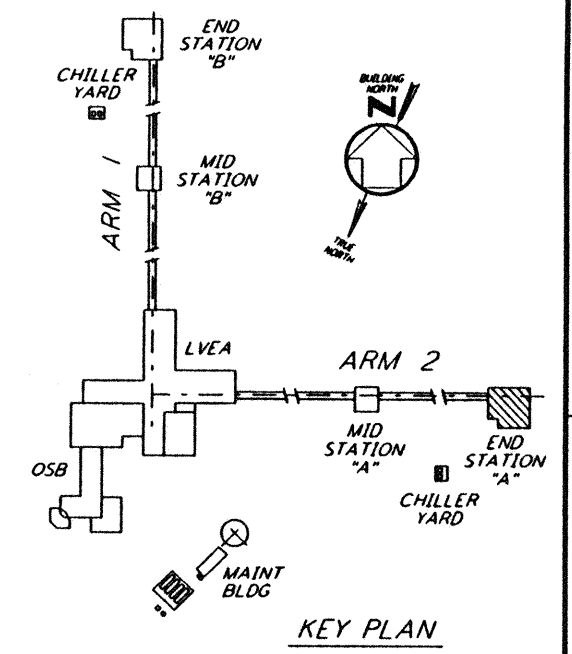 END
STATION
"B"
CHILLER
YARD
BUILDING
NORTH
N
MID
STATION
"B"
ARM 1
TRUE
NORTH
LVEA
ARM 2
MID
STATION
"A"
END
STATION
"A"
OSB
CHILLER
YARD
MAINT
BLDG
KEY PLAN